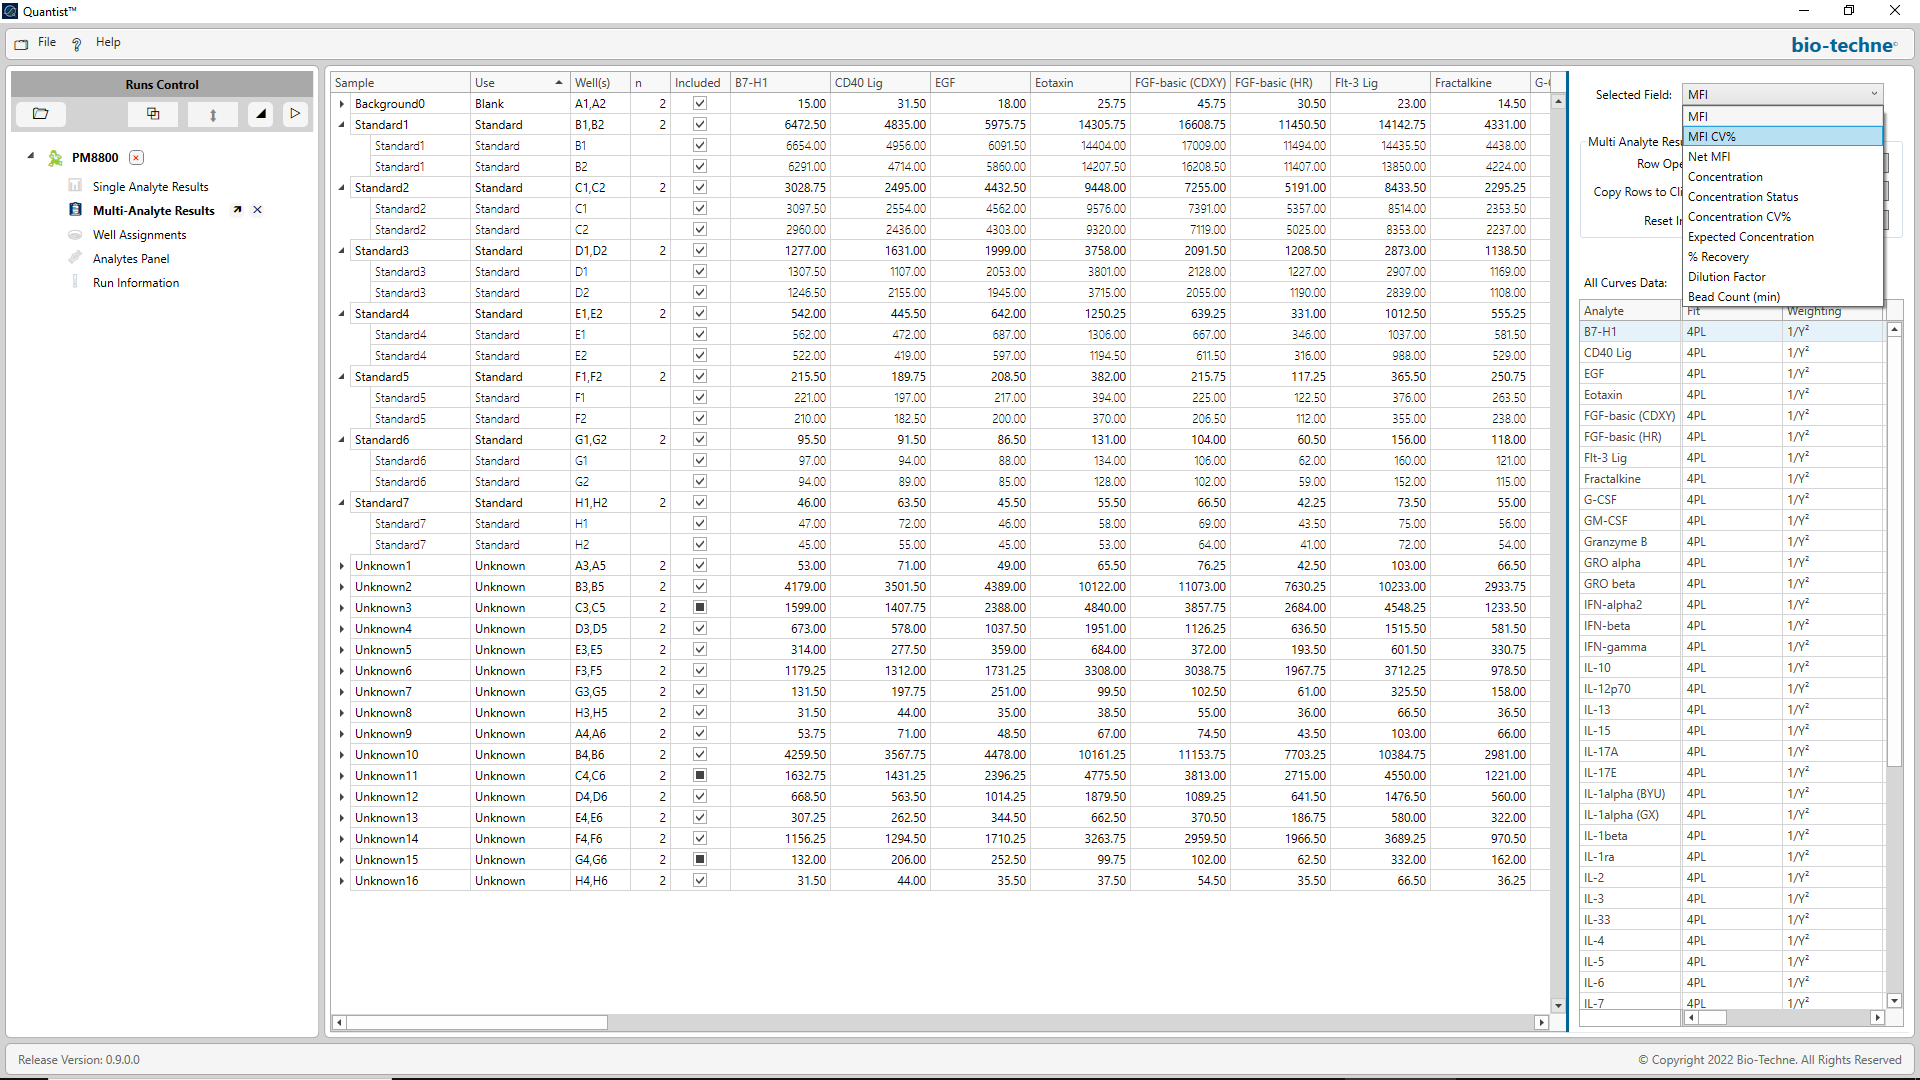 Quantist™
File Help
bio-techne
Runs Control
PM8800
Single Analyte Results
Multi-Analyte Results
Well Assignments
Analytes Panel
Run Information
Sample Use Well(s) n Included B7-H1 CD40 Lig EGF Eotaxin FGF-basic (CDXY) FGF-basic (HR) Flt-3 Lig Fractalkine G-
Background0 Blank A1,A2 2 15.00 31.50 18.00 25.75 45.75 30.50 23.00 14.50
Standard1 Standard B1,B2 2 6472.50 4835.00 5975.75 14305.75 16608.75 11450.50 14142.75 4331.00
Standard1 Standard B1 6654.00 4956.00 6091.50 14404.00 17009.00 11494.00 14435.50 4438.00
Standard1 Standard B2 6291.00 4714.00 5860.00 14207.50 16208.50 11407.00 13850.00 4224.00
Standard2 Standard C1,C2 2 3028.75 2495.00 4432.50 9448.00 7255.00 5191.00 8433.50 2295.25
Standard2 Standard C1 3097.50 2554.00 4562.00 9576.00 7391.00 5357.00 8514.00 2353.50
Standard2 Standard C2 2960.00 2436.00 4303.00 9320.00 7119.00 5025.00 8353.00 2237.00
Standard3 Standard D1,D2 2 1277.00 1631.00 1999.00 3758.00 2091.50 1208.50 2873.00 1138.50
Standard3 Standard D1 1307.50 1107.00 2053.00 3801.00 2128.00 1227.00 2907.00 1169.00
Standard3 Standard D2 1246.50 2155.00 1945.00 3715.00 2055.00 1190.00 2839.00 1108.00
Standard4 Standard E1,E2 2 542.00 445.50 642.00 1250.25 639.25 331.00 1012.50 555.25
Standard4 Standard E1 562.00 472.00 687.00 1306.00 667.00 346.00 1037.00 581.50
Standard4 Standard E2 522.00 419.00 597.00 1194.50 611.50 316.00 988.00 529.00
Standard5 Standard F1,F2 2 215.50 189.75 208.50 382.00 215.75 117.25 365.50 250.75
Standard5 Standard F1 221.00 197.00 217.00 394.00 225.00 122.50 376.00 263.50
Standard5 Standard F2 210.00 182.50 200.00 370.00 206.50 112.00 355.00 238.00
Standard6 Standard G1,G2 2 95.50 91.50 86.50 131.00 104.00 60.50 156.00 118.00
Standard6 Standard G1 97.00 94.00 88.00 134.00 106.00 62.00 160.00 121.00
Standard6 Standard G2 94.00 89.00 85.00 128.00 102.00 59.00 152.00 115.00
Standard7 Standard H1,H2 2 46.00 63.50 45.50 55.50 66.50 42.25 73.50 55.00
Standard7 Standard H1 47.00 72.00 46.00 58.00 69.00 43.50 75.00 56.00
Standard7 Standard H2 45.00 55.00 45.00 53.00 64.00 41.00 72.00 54.00
Unknown1 Unknown A3,A5 2 53.00 71.00 49.00 65.50 76.25 42.50 103.00 66.50
Unknown2 Unknown B3,B5 2 4179.00 3501.50 4389.00 10122.00 11073.00 7630.25 10233.00 2933.75
Unknown3 Unknown C3,C5 2 1599.00 1407.75 2388.00 4840.00 3857.75 2684.00 4548.25 1233.50
Unknown4 Unknown D3,D5 2 673.00 578.00 1037.50 1951.00 1126.25 636.50 1515.50 581.50
Unknown5 Unknown E3,E5 2 314.00 277.50 359.00 684.00 372.00 193.50 601.50 330.75
Unknown6 Unknown F3,F5 2 1179.25 1312.00 1731.25 3308.00 3038.75 1967.75 3712.25 978.50
Unknown7 Unknown G3,G5 2 131.50 197.75 251.00 99.50 102.50 61.00 325.50 158.00
Unknown8 Unknown H3,H5 2 31.50 44.00 35.00 38.50 55.00 36.00 66.50 36.50
Unknown9 Unknown A4,A6 2 53.75 71.00 48.50 67.00 74.50 43.50 103.00 66.00
Unknown10 Unknown B4,B6 2 4259.50 3567.75 4478.00 10161.25 11153.75 7703.25 10384.75 2981.00
Unknown11 Unknown C4,C6 2 1632.75 1431.25 2396.25 4775.50 3813.00 2715.00 4550.00 1221.00
Unknown12 Unknown D4,D6 2 668.50 563.50 1014.25 1879.50 1089.25 641.50 1476.50 560.00
Unknown13 Unknown E4,E6 2 307.25 262.50 344.50 662.50 370.50 186.75 580.00 322.00
Unknown14 Unknown F4,F6 2 1156.25 1294.50 1710.25 3263.75 2959.50 1966.50 3689.25 970.50
Unknown15 Unknown G4,G6 2 132.00 206.00 252.50 99.75 102.00 62.50 332.00 162.00
Unknown16 Unknown H4,H6 2 31.50 44.00 35.50 37.50 54.50 35.50 66.50 36.25
Selected Field: MFI
MFI
MFI CV%
Net MFI
Concentration
Concentration Status
Concentration CV%
Expected Concentration
% Recovery
Dilution Factor
Bead Count (min)
Multi Analyte Resu
Row Ope
Copy Rows to Cli
Reset In
All Curves Data:
Analyte Fit Weighting
B7-H1 4PL 1/Y²
CD40 Lig 4PL 1/Y²
EGF 4PL 1/Y²
Eotaxin 4PL 1/Y²
FGF-basic (CDXY) 4PL 1/Y²
FGF-basic (HR) 4PL 1/Y²
Flt-3 Lig 4PL 1/Y²
Fractalkine 4PL 1/Y²
G-CSF 4PL 1/Y²
GM-CSF 4PL 1/Y²
Granzyme B 4PL 1/Y²
GRO alpha 4PL 1/Y²
GRO beta 4PL 1/Y²
IFN-alpha2 4PL 1/Y²
IFN-beta 4PL 1/Y²
IFN-gamma 4PL 1/Y²
IL-10 4PL 1/Y²
IL-12p70 4PL 1/Y²
IL-13 4PL 1/Y²
IL-15 4PL 1/Y²
IL-17A 4PL 1/Y²
IL-17E 4PL 1/Y²
IL-1alpha (BYU) 4PL 1/Y²
IL-1alpha (GX) 4PL 1/Y²
IL-1beta 4PL 1/Y²
IL-1ra 4PL 1/Y²
IL-2 4PL 1/Y²
IL-3 4PL 1/Y²
IL-33 4PL 1/Y²
IL-4 4PL 1/Y²
IL-5 4PL 1/Y²
IL-6 4PL 1/Y²
IL-7 4PL 1/Y²
Release Version: 0.9.0.0
© Copyright 2022 Bio-Techne. All Rights Reserved